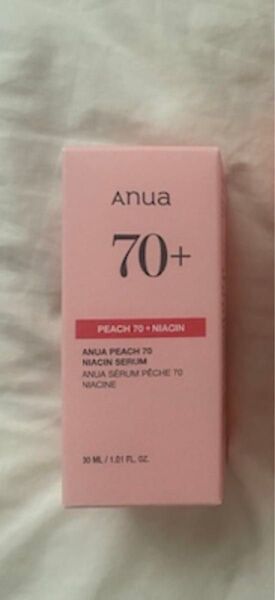 Anua
70+
PEACH 70 + NIACIN
ANUA PEACH 70
NIACIN SERUM
ANUA SÉRUM PÊCHE 70
NIACINE
30 ML / 1.01 FL. OZ.